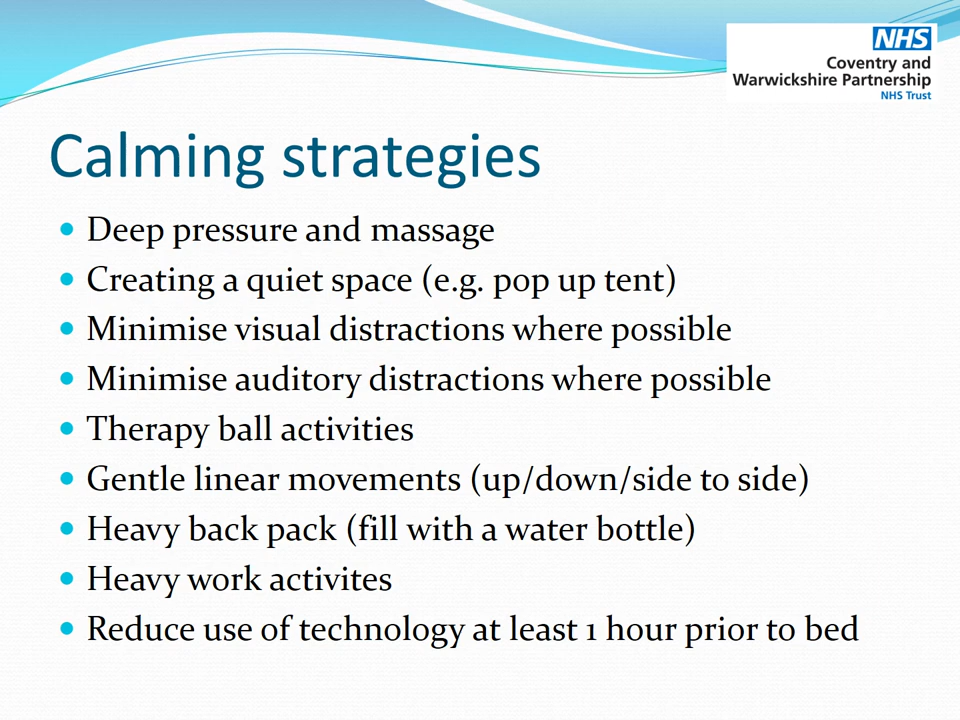 NHS
Coventry and
Warwickshire Partnership
NHS Trust
Calming strategies
• Deep pressure and massage
• Creating a quiet space (e.g. pop up tent)
• Minimise visual distractions where possible
• Minimise auditory distractions where possible
• Therapy ball activities
• Gentle linear movements (up/down/side to side)
• Heavy back pack (fill with a water bottle)
• Heavy work activites
• Reduce use of technology at least 1 hour prior to bed